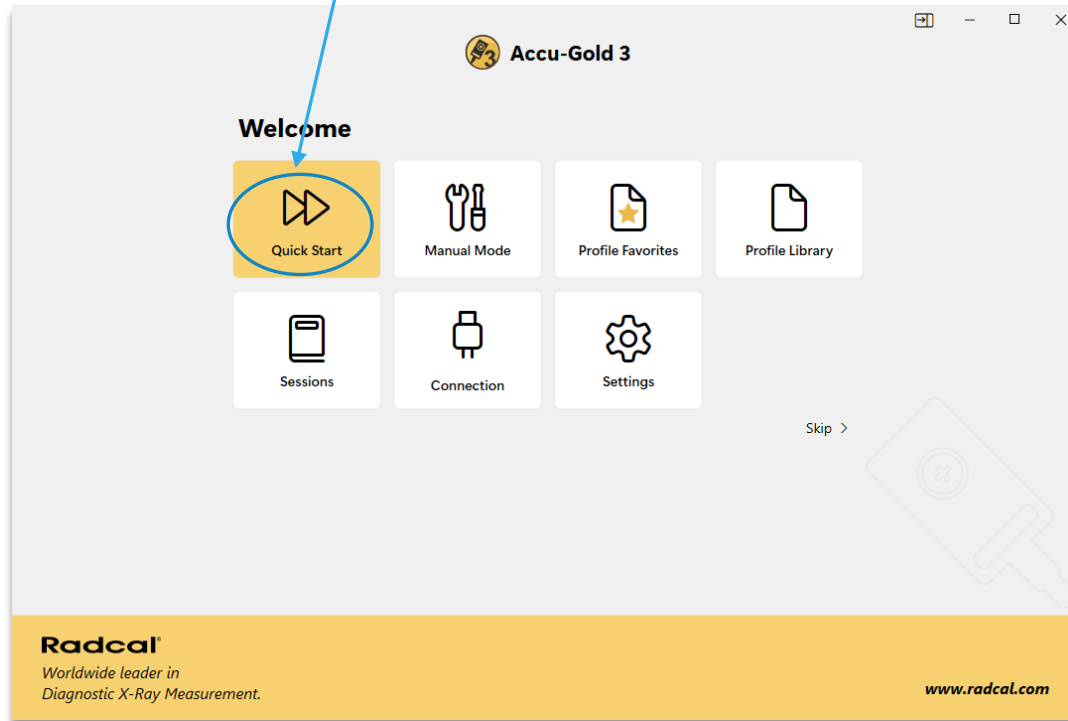 Accu-Gold 3
Welcome
Quick Start
Manual Mode
Profile Favorites
Profile Library
Sessions
Connection
Settings
Skip >
Radcal®
Worldwide leader in
Diagnostic X-Ray Measurement.
www.radcal.com